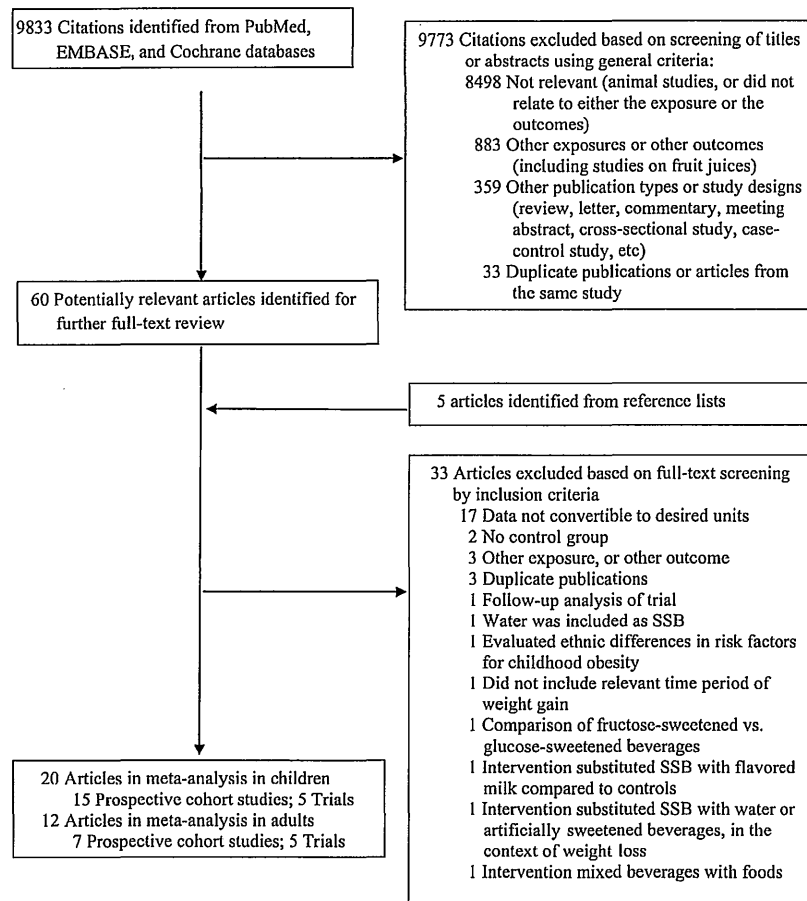 9833 Citations identified from PubMed,
EMBASE, and Cochrane databases
9773 Citations excluded based on screening of titles
or abstracts using general criteria:
8498 Not relevant (animal studies, or did not
relate to either the exposure or the
outcomes)
883 Other exposures or other outcomes
(including studies on fruit juices)
359 Other publication types or study designs
(review, letter, commentary, meeting
abstract, cross-sectional study, case-
control study, etc)
33 Duplicate publications or articles from
the same study
60 Potentially relevant articles identified for
further full-text review
5 articles identified from reference lists
33 Articles excluded based on full-text screening
by inclusion criteria
17 Data not convertible to desired units
2 No control group
3 Other exposure, or other outcome
3 Duplicate publications
1 Follow-up analysis of trial
1 Water was included as SSB
1 Evaluated ethnic differences in risk factors
for childhood obesity
1 Did not include relevant time period of
weight gain
1 Comparison of fructose-sweetened vs.
glucose-sweetened beverages
1 Intervention substituted SSB with flavored
milk compared to controls
1 Intervention substituted SSB with water or
artificially sweetened beverages, in the
context of weight loss
1 Intervention mixed beverages with foods
20 Articles in meta-analysis in children
15 Prospective cohort studies; 5 Trials
12 Articles in meta-analysis in adults
7 Prospective cohort studies; 5 Trials